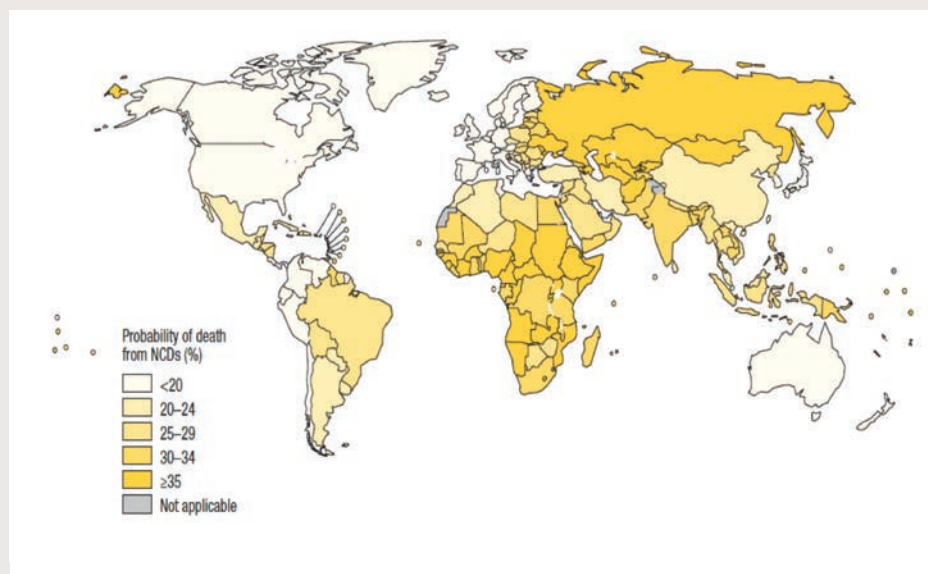 Probability of death
from NCDs (%)
<20
20–24
25–29
30–34
≥35
Not applicable